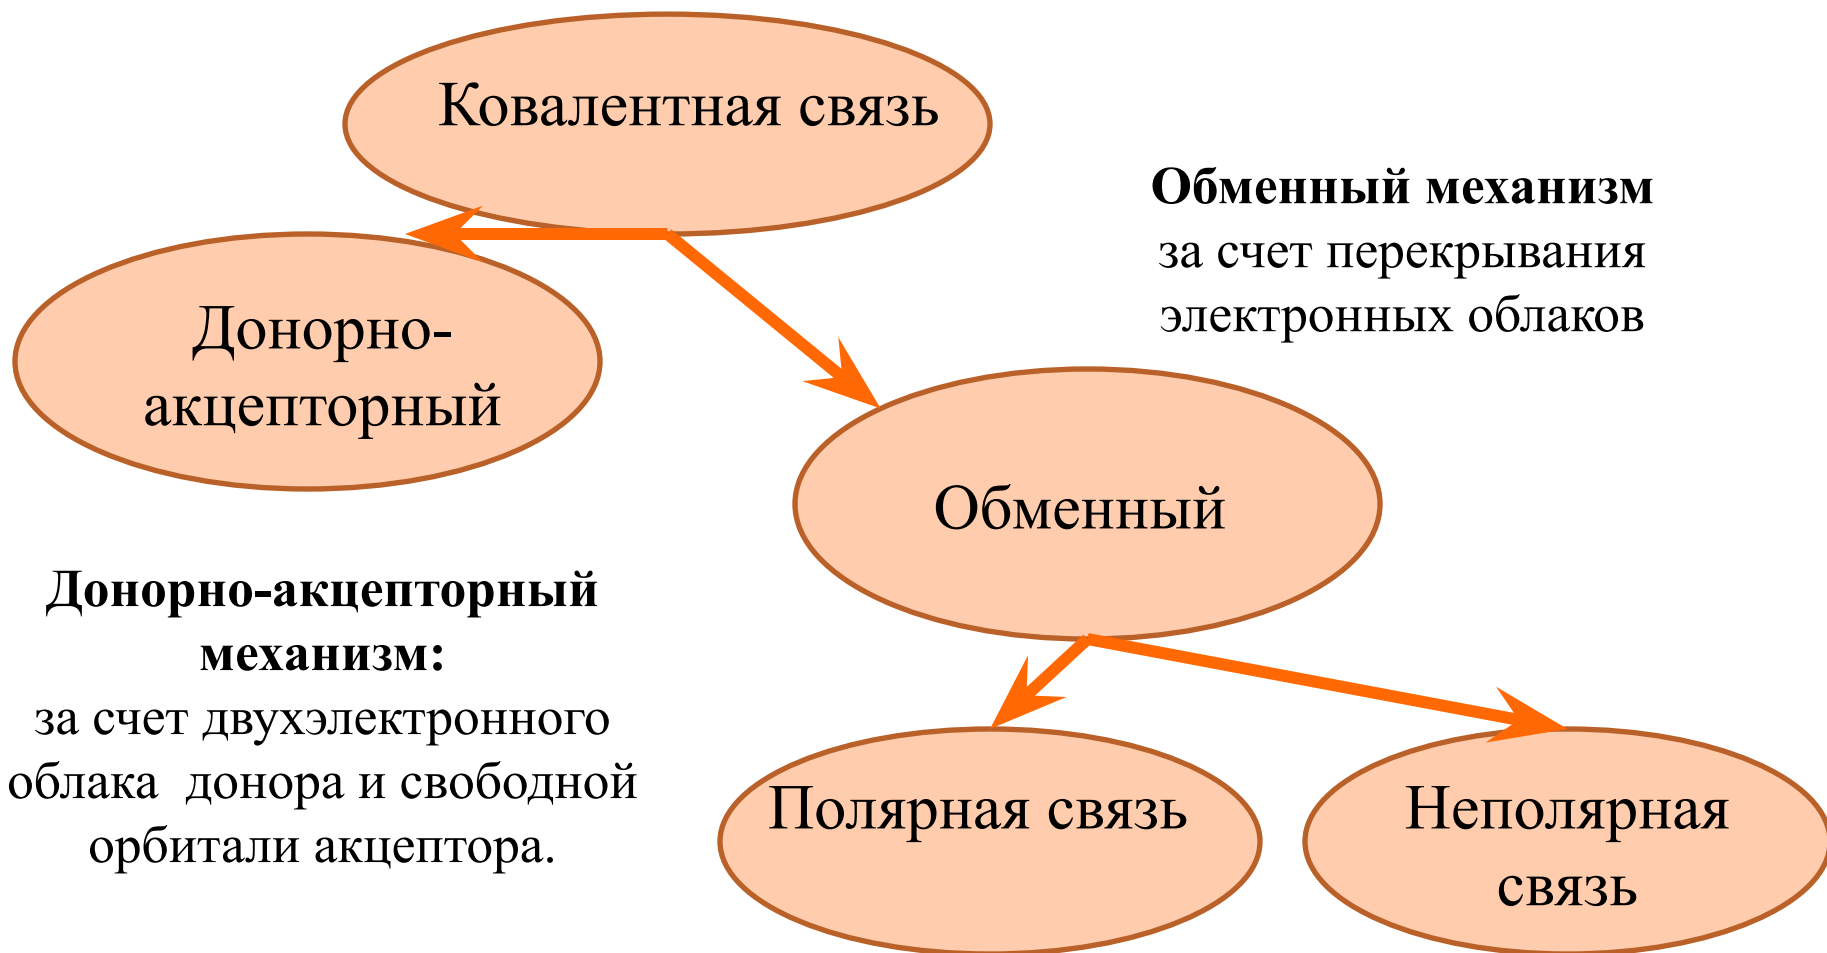 Ковалентная связь
Обменный механизм
за счет перекрывания
электронных облаков
Донорно-
акцепторный
Обменный
Донорно-акцепторный
механизм:
за счет двухэлектронного
облака  донора и свободной
орбитали акцептора.
Полярная связь
Неполярная
связь